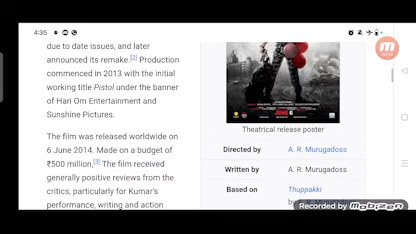 4:35
due to date issues, and later
announced its remake.[2] Production
commenced in 2013 with the initial
working title Pistol under the banner
of Hari Om Entertainment and
Sunshine Pictures.
The film was released worldwide on
6 June 2014. Made on a budget of
₹500 million,[3] The film received
generally positive reviews from the
critics, particularly for Kumar's
performance, writing and action
JUNE 6
Theatrical release poster
Directed by A. R. Murugadoss
Written by A. R. Murugadoss
Based on Thuppakki
by
Recorded by Mobizen